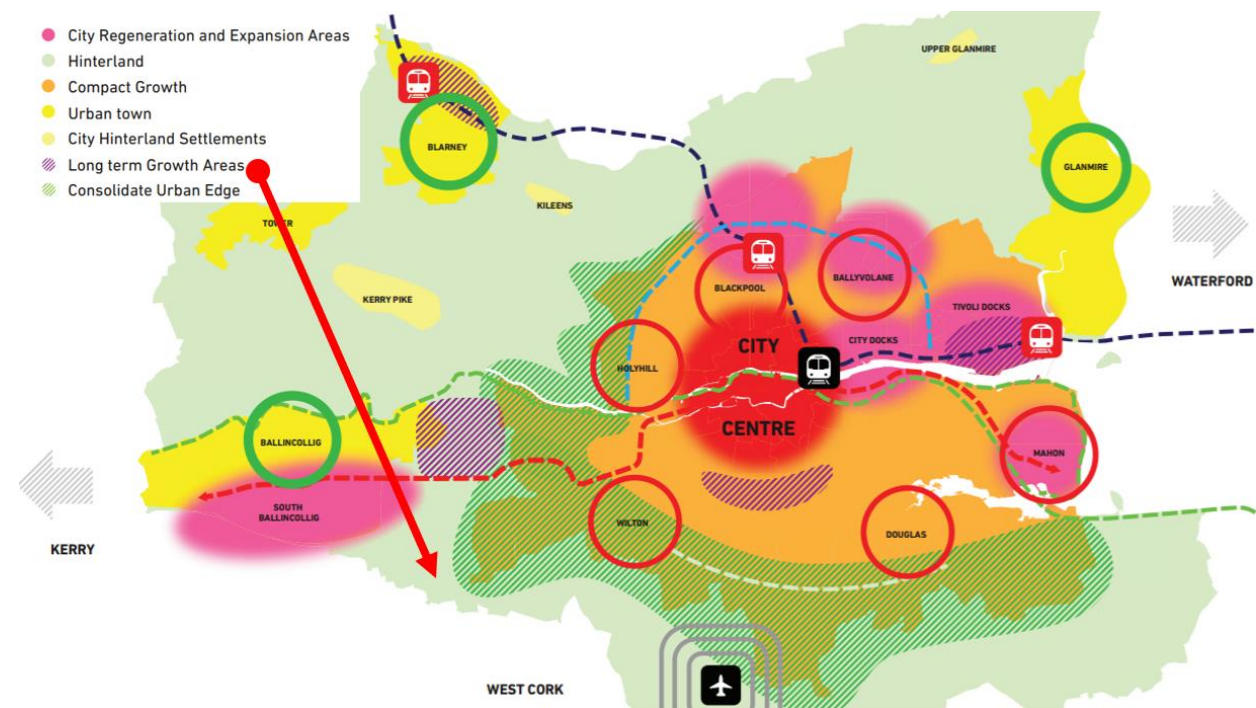 City Regeneration and Expansion Areas
Hinterland
Compact Growth
Urban town
City Hinterland Settlements
Long term Growth Areas
Consolidate Urban Edge
UPPER GLANMIRE
BLARNEY
GLANMIRE
KILEENS
TOWER
WATERFORD
BLACKPOOL
BALLYVOLANE
KERRY PIKE
TIVOLI DOCKS
CITY
CITY DOCKS
HOLYHILL
CENTRE
BALLINCOLLIG
MAHON
SOUTH
BALLINCOLLIG
WILTON
DOUGLAS
KERRY
WEST CORK